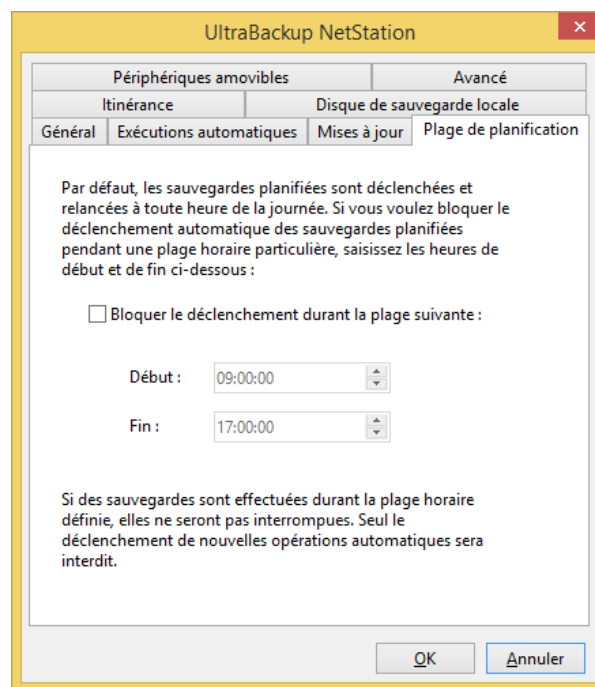 UltraBackup NetStation
Périphériques amovibles
Avancé
Itinérance
Disque de sauvegarde locale
Général
Exécutions automatiques
Mises à jour
Plage de planification
Par défaut, les sauvegardes planifiées sont déclenchées et
relancées à toute heure de la journée. Si vous voulez bloquer le
déclenchement automatique des sauvegardes planifiées
pendant une plage horaire particulière, saisissez les heures de
début et de fin ci-dessous :
Bloquer le déclenchement durant la plage suivante :
Début :
09:00:00
Fin :
17:00:00
Si des sauvegardes sont effectuées durant la plage horaire
définie, elles ne seront pas interrompues. Seul le
déclenchement de nouvelles opérations automatiques sera
interdit.
OK
Annuler